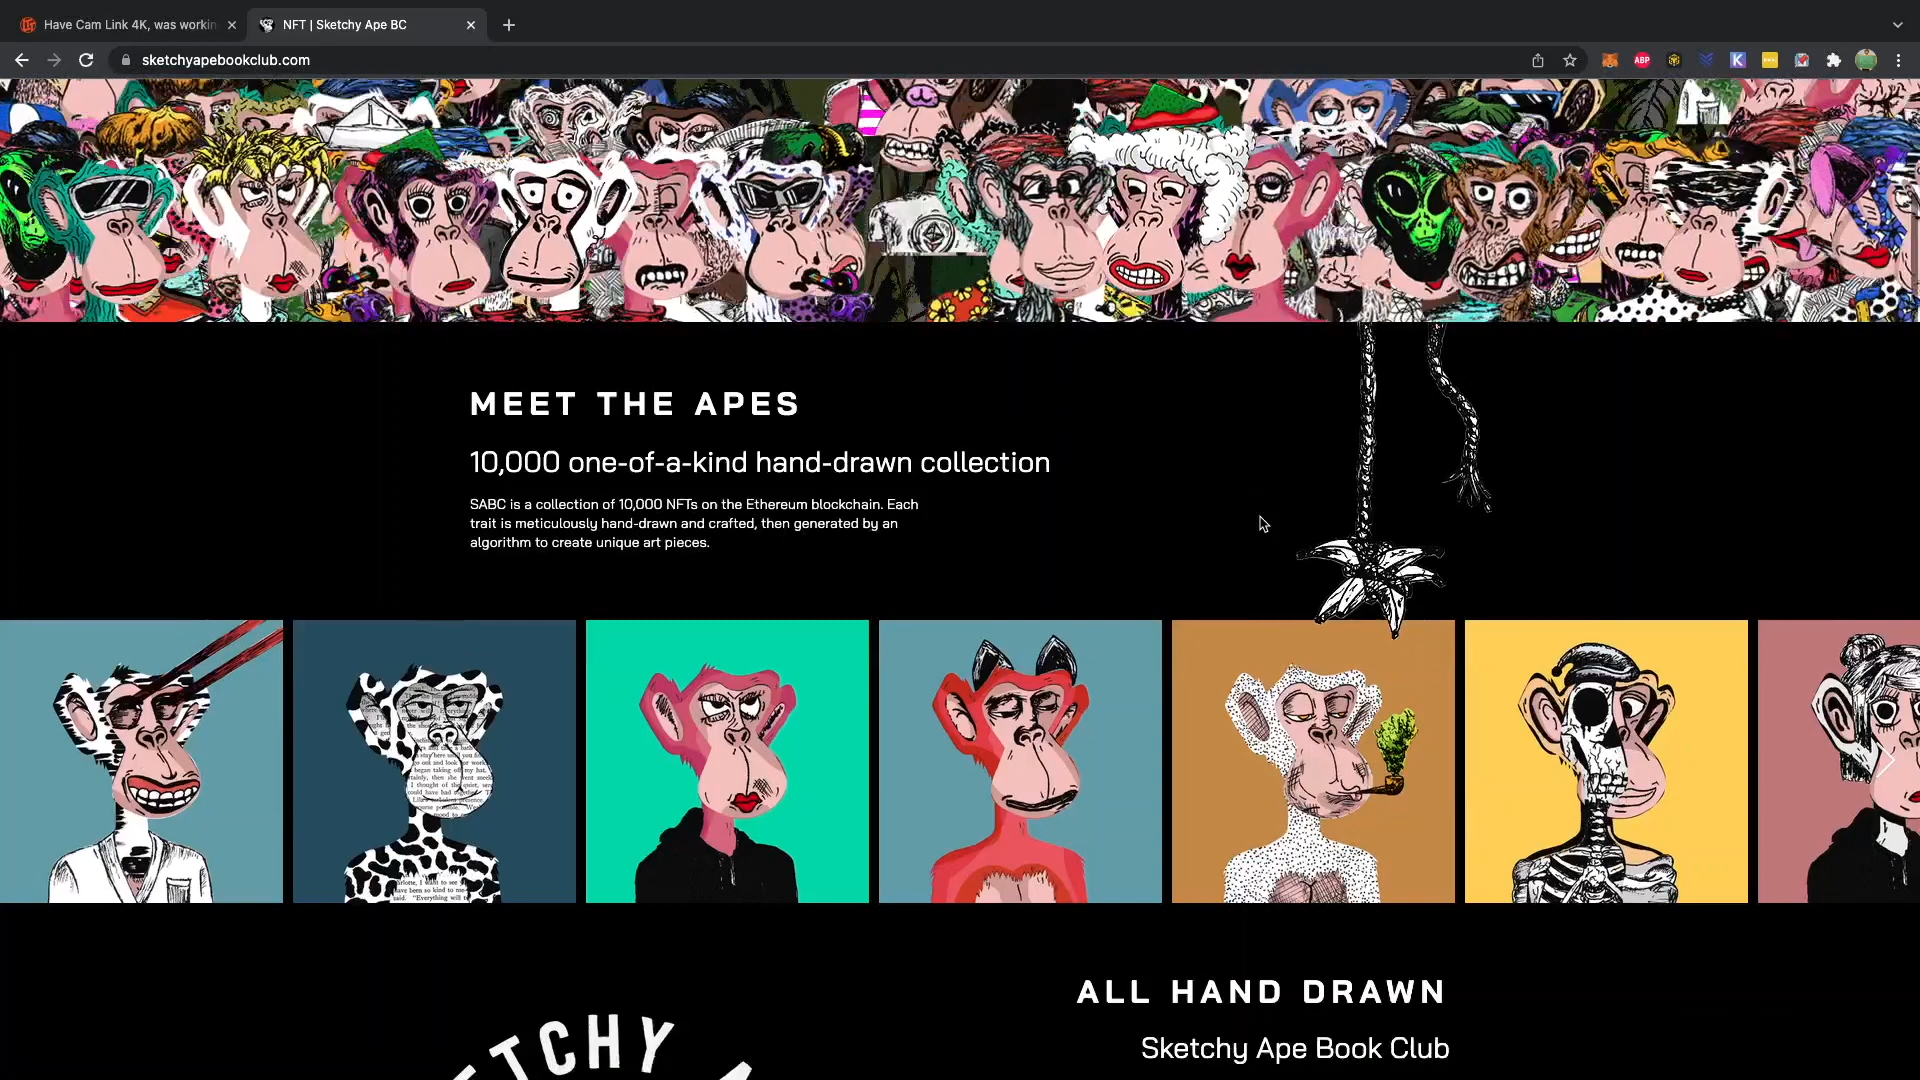 Have Cam Link 4K, was workin
NFT | Sketchy Ape BC
sketchyapebookclub.com
ABP
K
MEET THE APES
10,000 one-of-a-kind hand-drawn collection
SABC is a collection of 10,000 NFTs on the Ethereum blockchain. Each
trait is meticulously hand-drawn and crafted, then generated by an
algorithm to create unique art pieces.
ALL HAND DRAWN
Sketchy Ape Book Club